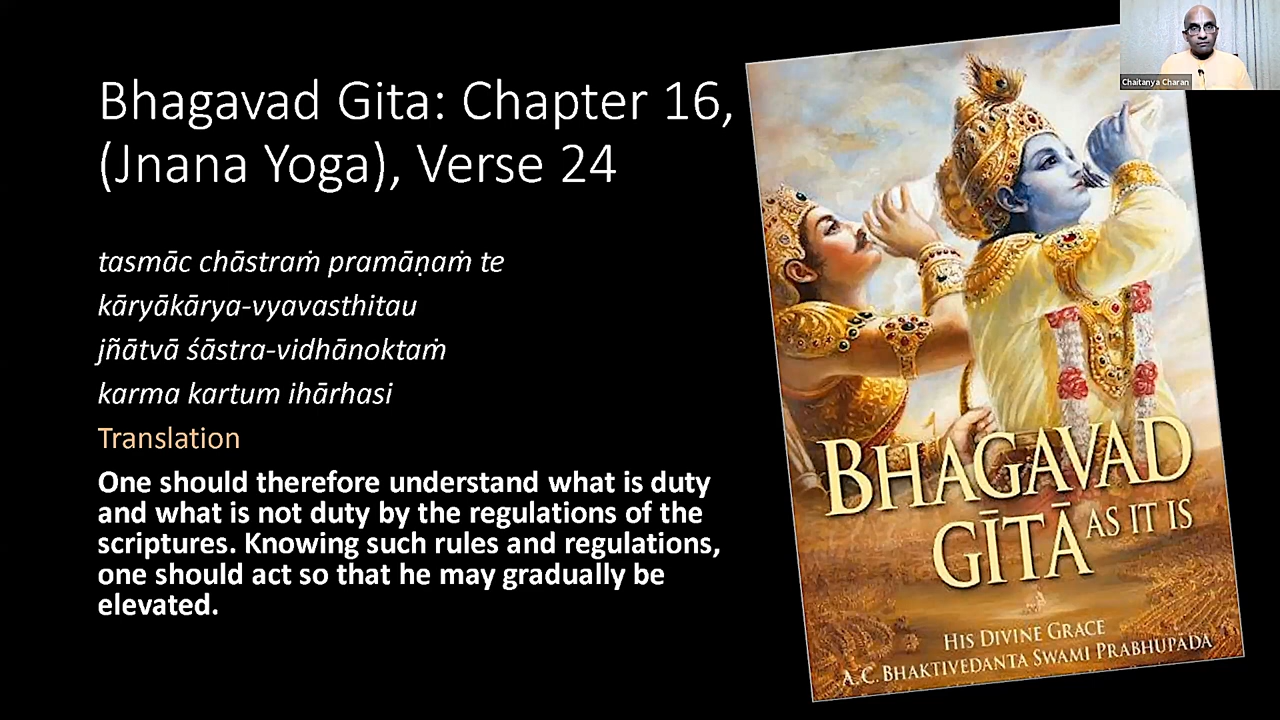 Bhagavad Gita: Chapter 16,
(Jnana Yoga), Verse 24
tasmāc chāstraṁ pramāṇaṁ te
kāryākārya-vyavasthitau
jñātvā śāstra-vidhānoktaṁ
karma kartum ihārhasi
Translation
One should therefore understand what is duty
and what is not duty by the regulations of the
scriptures. Knowing such rules and regulations,
one should act so that he may gradually be
elevated.
BHAGAVAD
GĪTĀ AS IT IS
HIS DIVINE GRACE
A.C. BHAKTIVEDANTA SWAMI PRABHUPADA
Chaitanya Charan